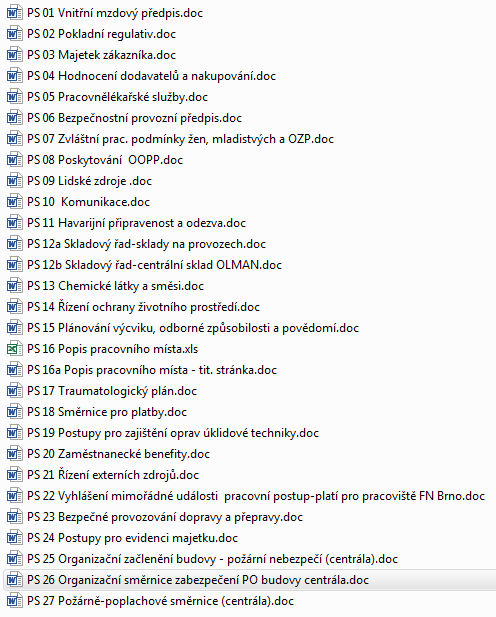 PS 01 Vnitřní mzdový předpis.doc
PS 02 Pokladní regulativ.doc
PS 03 Majetek zákazníka.doc
PS 04 Hodnocení dodavatelů a nakupování.doc
PS 05 Pracovnělékařské služby.doc
PS 06 Bezpečnostní provozní předpis.doc
PS 07 Zvláštní prac. podmínky žen, mladistvých a OZP.doc
PS 08 Poskytování  OOPP.doc
PS 09 Lidské zdroje .doc
PS 10  Komunikace.doc
PS 11 Havarijní připravenost a odezva.doc
PS 12a Skladový řad-sklady na provozech.doc
PS 12b Skladový řad-centrální sklad OLMAN.doc
PS 13 Chemické látky a směsi.doc
PS 14 Řízení ochrany životního prostředí.doc
PS 15 Plánování výcviku, odborné způsobilosti a povědomí.doc
PS 16 Popis pracovního místa.xls
PS 16a Popis pracovního místa - tit. stránka.doc
PS 17 Traumatologický plán.doc
PS 18 Směrnice pro platby.doc
PS 19 Postupy pro zajištění oprav úklidové techniky.doc
PS 20 Zaměstnanecké benefity.doc
PS 21 Řízení externích zdrojů.doc
PS 22 Vyhlášení mimořádné události  pracovní postup-platí pro pracoviště FN Brno.doc
PS 23 Bezpečné provozování dopravy a přepravy.doc
PS 24 Postupy pro evidenci majetku.doc
PS 25 Organizační začlenění budovy - požární nebezpečí (centrála).doc
PS 26 Organizační směrnice zabezpečení PO budovy centrála.doc
PS 27 Požárně-poplachové směrnice (centrála).doc